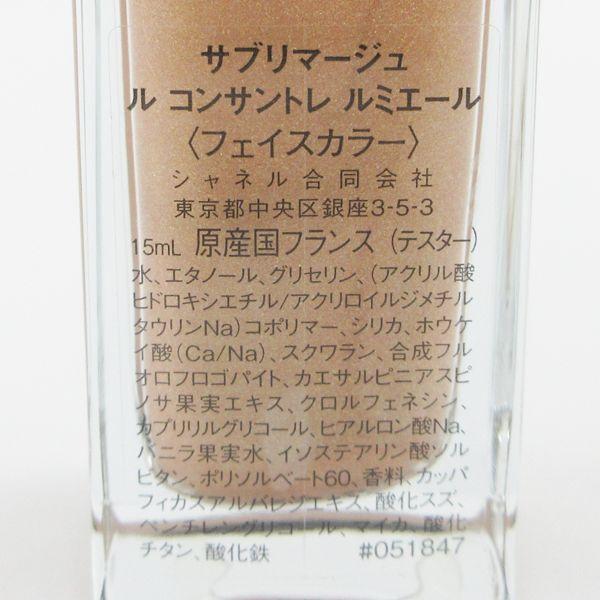 サブリマージュ
ル コンサントレ ルミエール
〈フェイスカラー〉
シャネル合同会社
東京都中央区銀座3-5-3
15mL 原産国フランス（テスター）
水、エタノール、グリセリン、（アクリル酸
ヒドロキシエチル/アクリロイルジメチル
タウリンNa）コポリマー、シリカ、ホウケ
イ酸（Ca/Na）、スクワラン、合成フル
オロフロゴパイト、カエサルピニアスピ
ノサ果実エキス、クロルフェネシン、
カプリリルグリコール、ヒアルロン酸Na、
バニラ果実水、イソステアリン酸ソル
ビタン、ポリソルベート60、香料、カッパ
フィカスアルバレジエキス、酸化スズ、
ペンチレングリコール、マイカ、酸化
チタン、酸化鉄 #051847